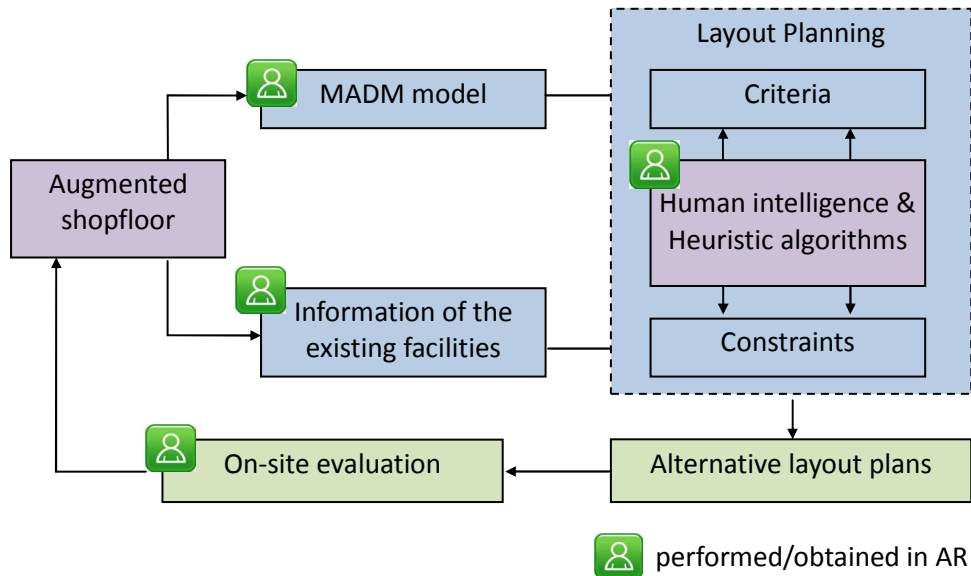 Layout Planning
MADM model
Criteria
Augmented
shopfloor
Human intelligence &
Heuristic algorithms
Information of the
existing facilities
Constraints
On-site evaluation
Alternative layout plans
performed/obtained in AR